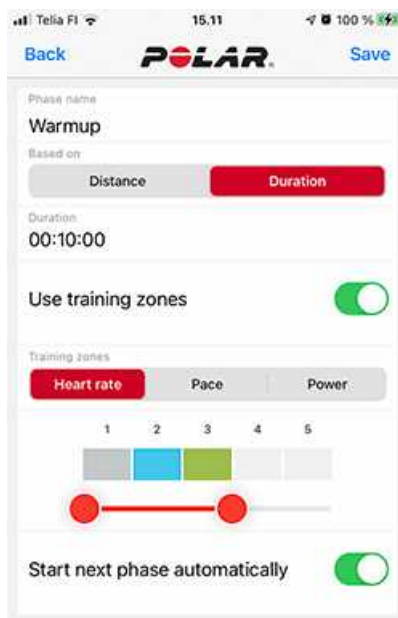 Telia FI 15.11 100 %
Back POLAR. Save
Phase name
Warmup
Based on
Distance Duration
Duration
00:10:00
Use training zones
Training zones
Heart rate Pace Power
1 2 3 4 5
Start next phase automatically